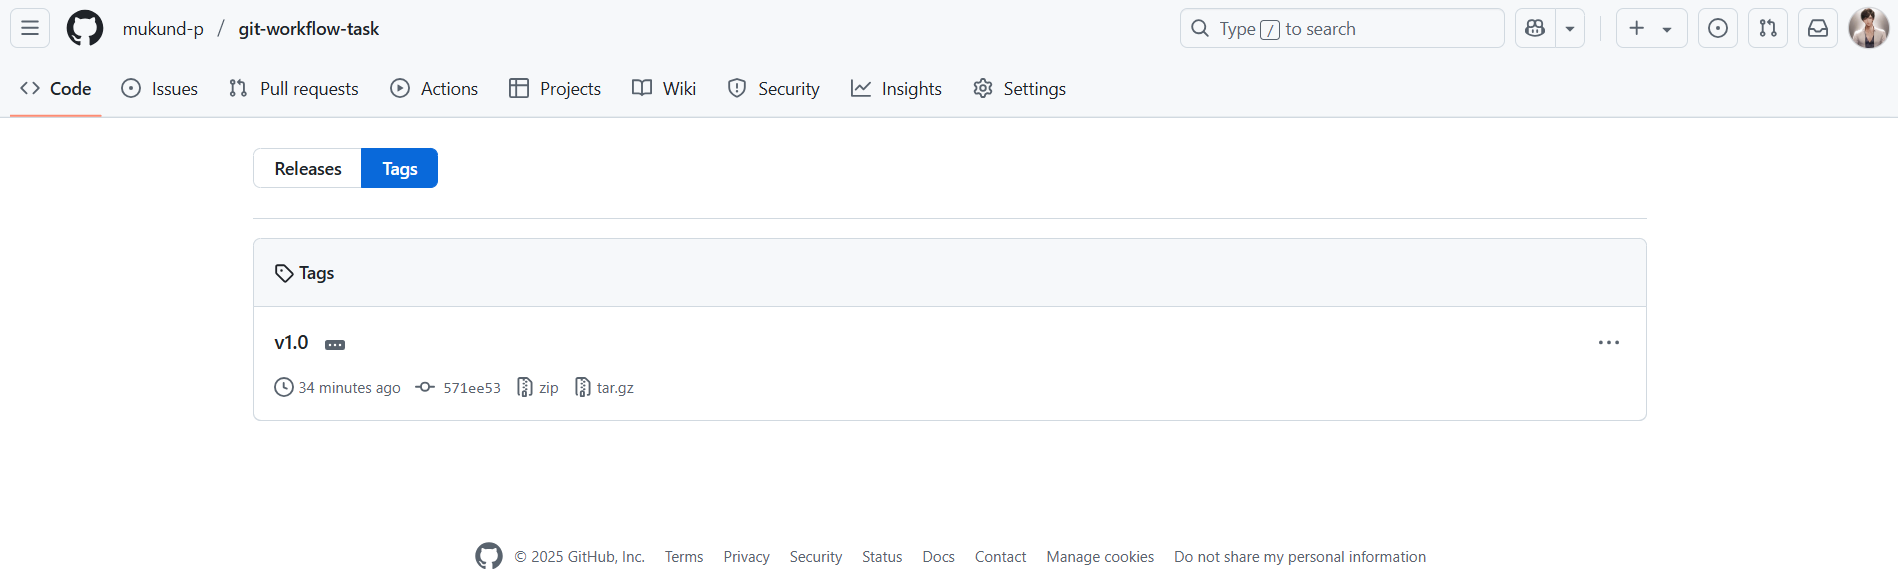 mukund-p / git-workflow-task
Type / to search
Code Issues Pull requests Actions Projects Wiki Security Insights Settings
Releases Tags
Tags
v1.0
34 minutes ago 571ee53 zip tar.gz
© 2025 GitHub, Inc. Terms Privacy Security Status Docs Contact Manage cookies Do not share my personal information